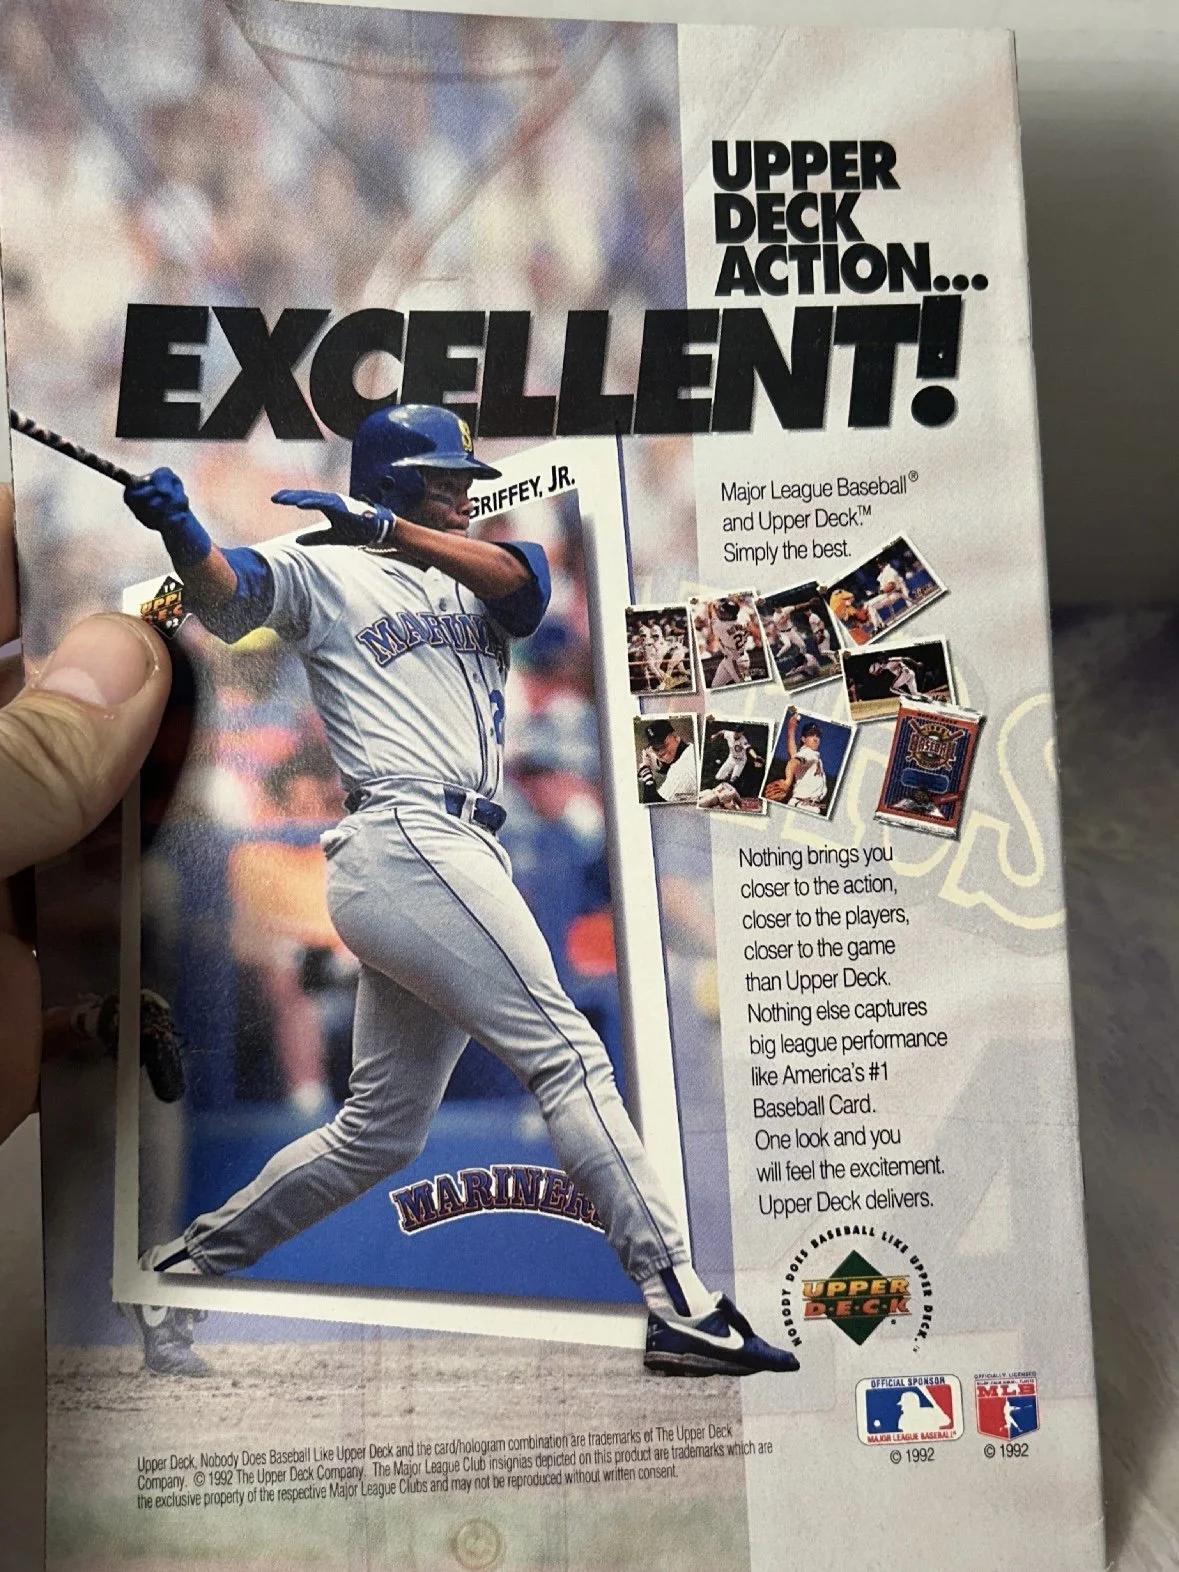 UPPER
DECK
ACTION...
EXCELLENT!
GRIFFEY, JR.
MARINE
2
Major League Baseball®
and Upper Deck.™
Simply the best.
Nothing brings you
closer to the action,
closer to the players,
closer to the game
than Upper Deck.
Nothing else captures
big league performance
like America's #1
Baseball Card.
One look and you
will feel the excitement.
Upper Deck delivers.
MARINER
NOBODY DOES BASEBALL LIKE UPPER DECK.
UPPER
D·E·C·K
OFFICIAL SPONSOR
MAJOR LEAGUE BASEBALL
© 1992
OFFICIALLY LICENSED
MLB
© 1992
Upper Deck, Nobody Does Baseball Like Upper Deck and the card/hologram combination are trademarks of The Upper Deck
Company. © 1992 The Upper Deck Company. The Major League Club insignias depicted on this product are trademarks which are
the exclusive property of the respective Major League Clubs and may not be reproduced without written consent.